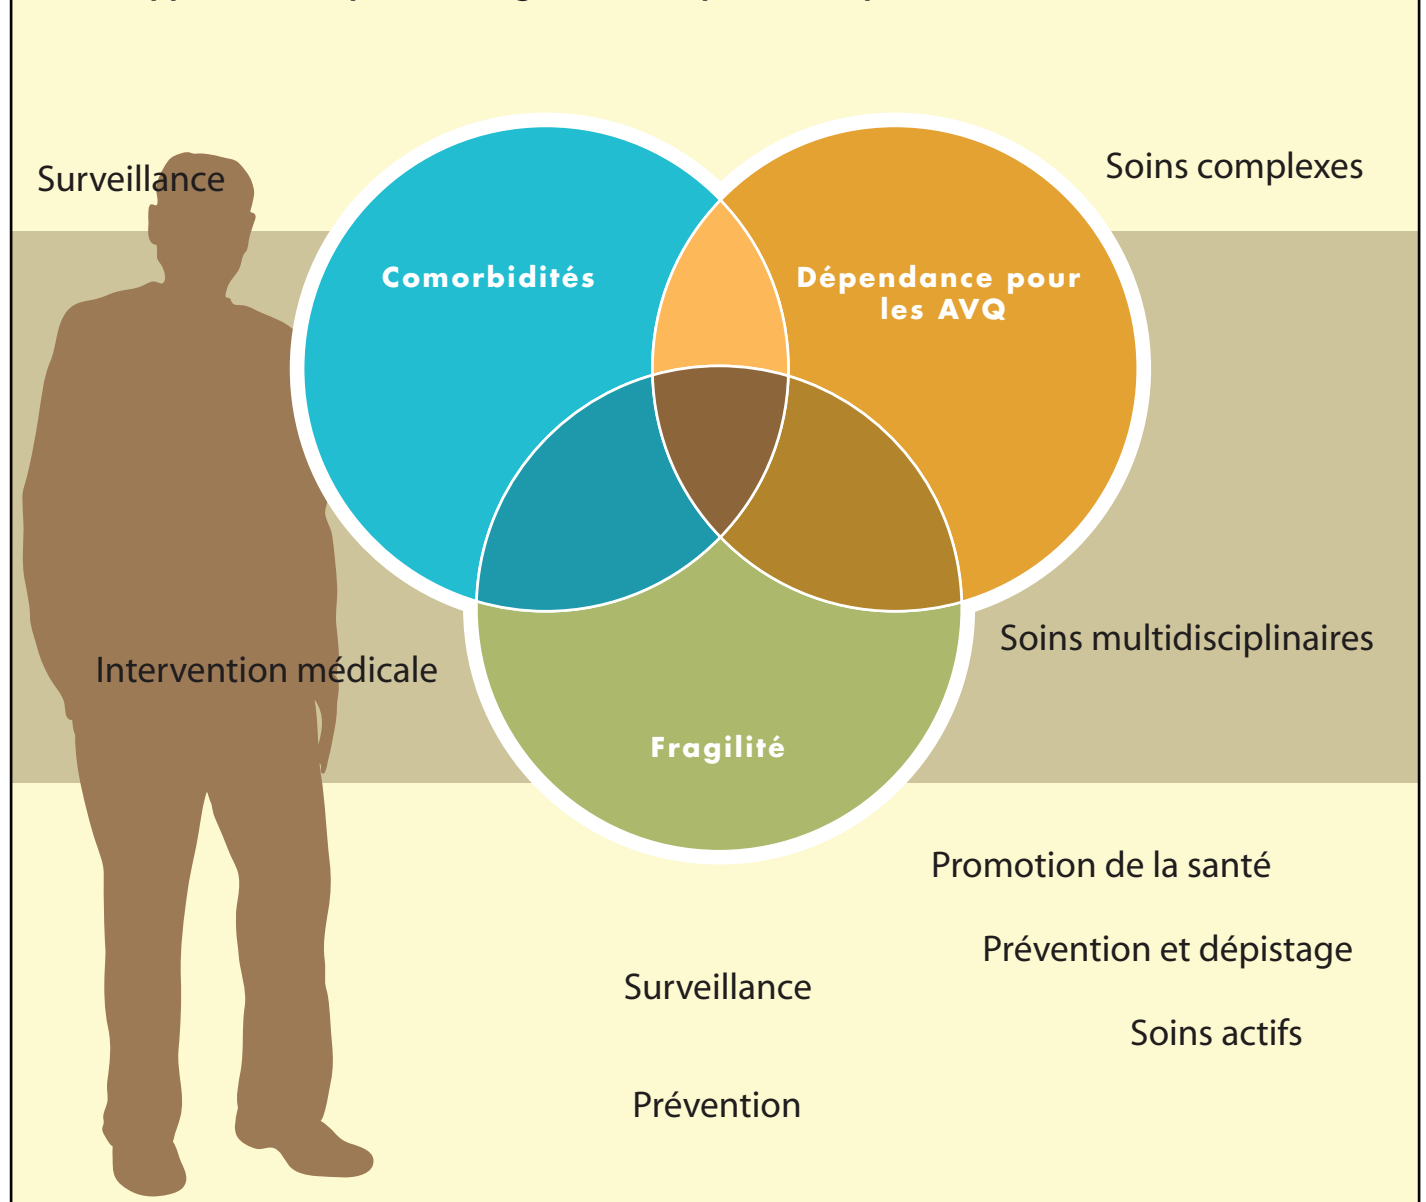 Surveillance
Soins complexes
Comorbidités
Dépendance pour
les AVQ
Soins multidisciplinaires
Intervention médicale
Fragilité
Promotion de la santé
Prévention et dépistage
Surveillance
Soins actifs
Prévention